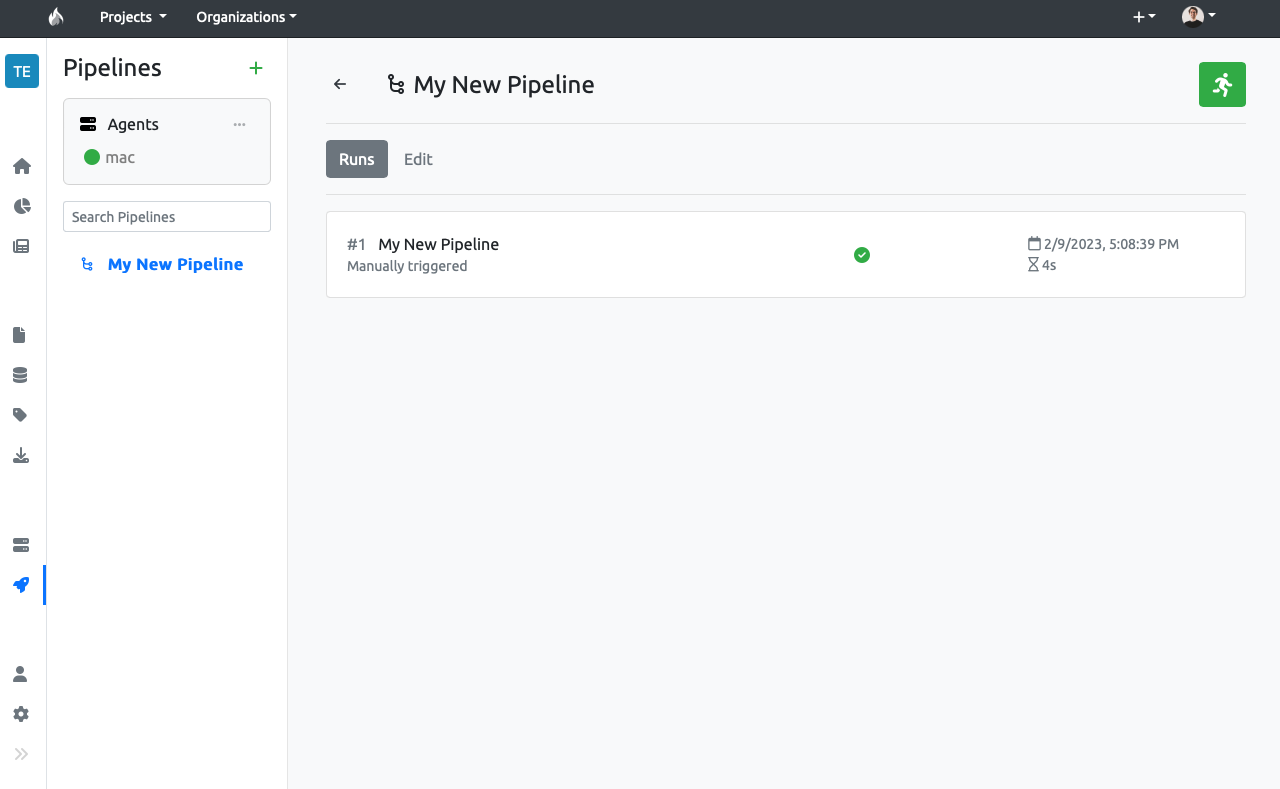 Projects
Organizations
TE
Pipelines
Agents
mac
Search Pipelines
My New Pipeline
My New Pipeline
Runs
Edit
#1 My New Pipeline
Manually triggered
2/9/2023, 5:08:39 PM
4s